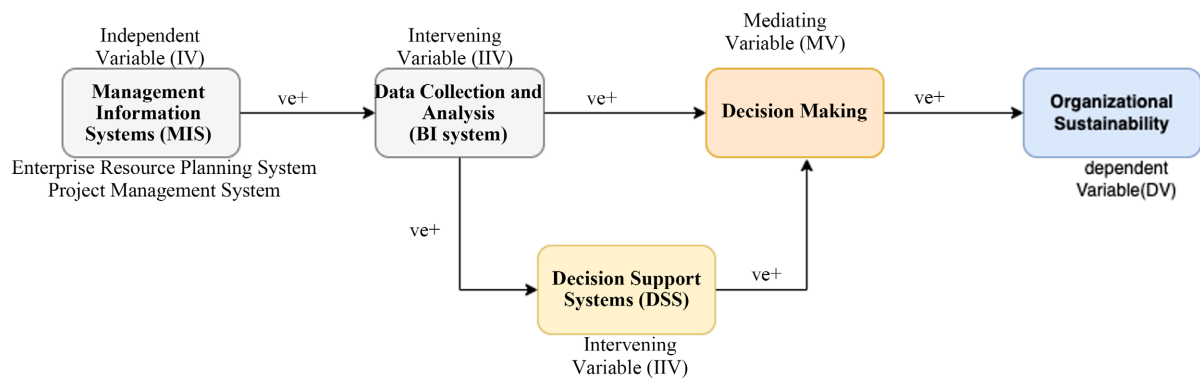 Independent
Variable (IV)
Management
Information
Systems (MIS)
Enterprise Resource Planning System
Project Management System
ve+
Intervening
Variable (IIV)
Data Collection and
Analysis
(BI system)
ve+
Mediating
Variable (MV)
Decision Making
ve+
Organizational
Sustainability
dependent
Variable(DV)
ve+
Decision Support
Systems (DSS)
ve+
Intervening
Variable (IIV)